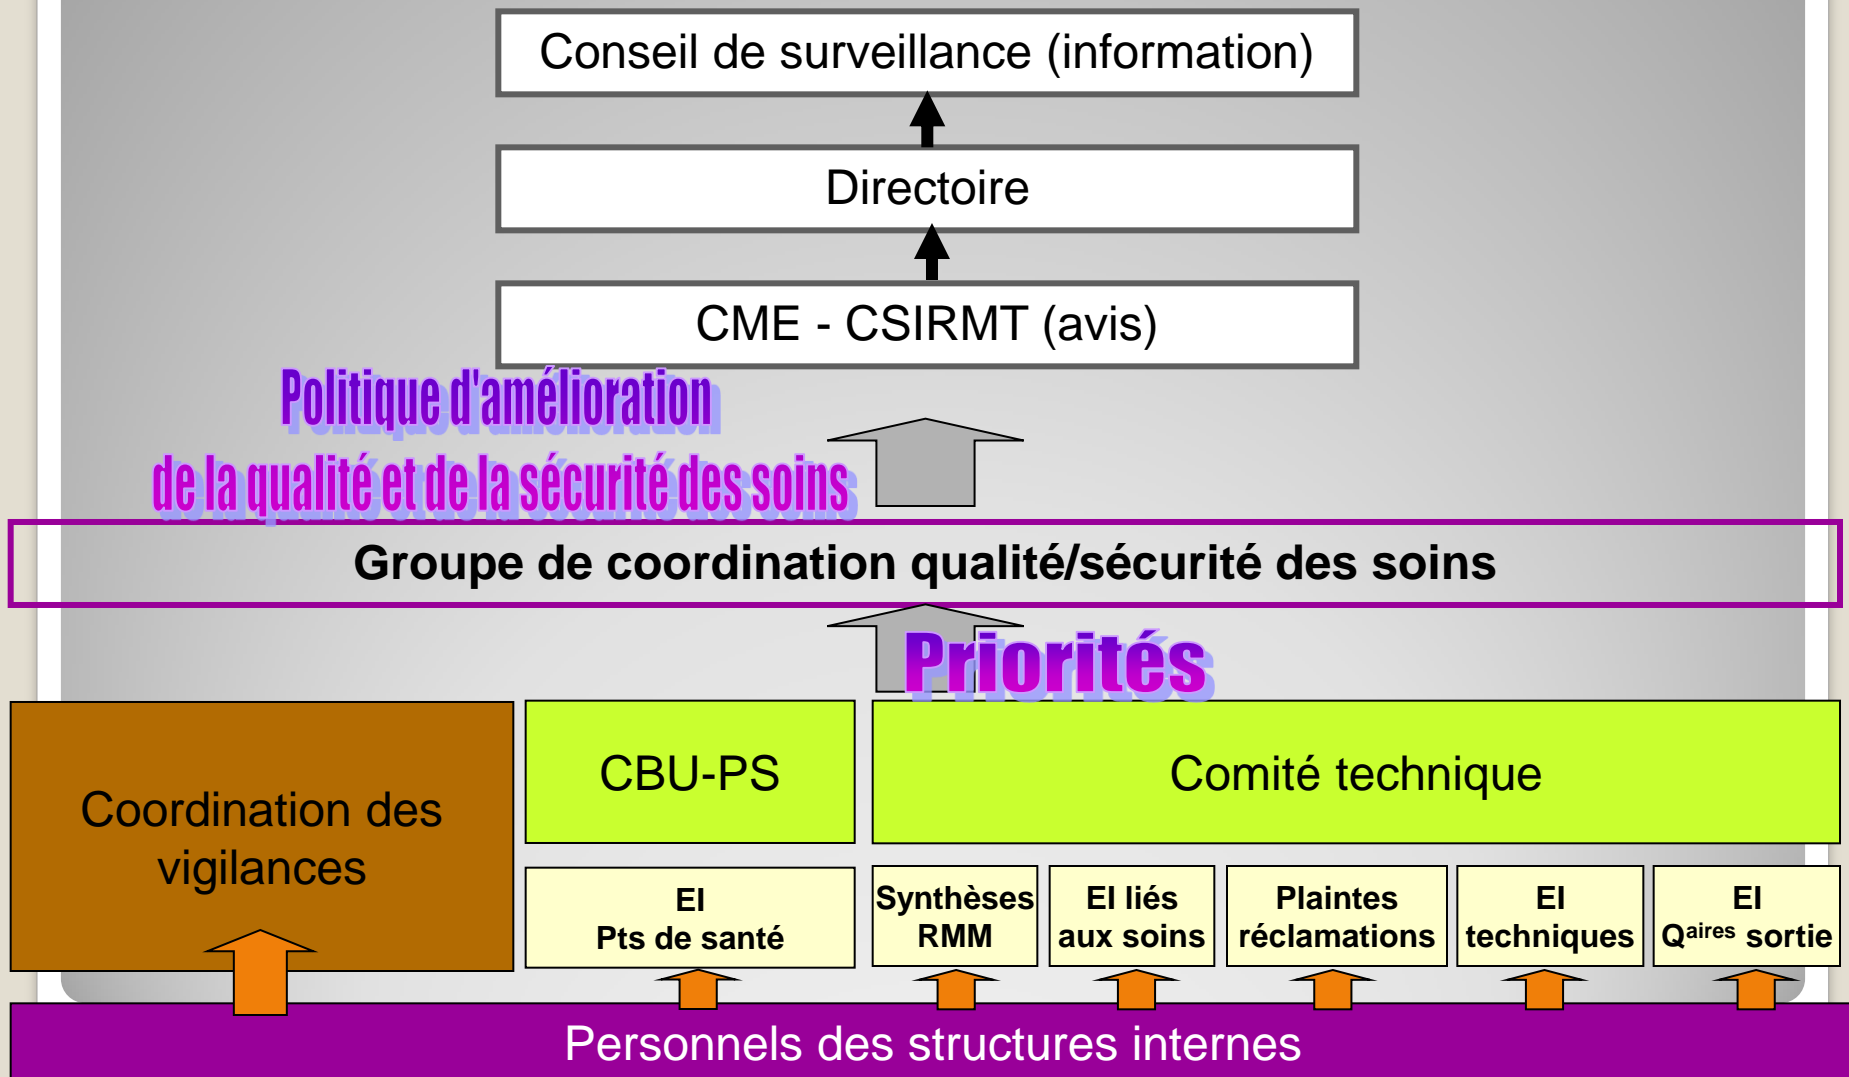 Conseil de surveillance (information)
Directoire
CME - CSIRMT (avis)
Politique d'amélioration
de la qualité et de la sécurité des soins
Groupe de coordination qualité/sécurité des soins
Priorités
Coordination des
vigilances
CBU-PS
Comité technique
EI
Pts de santé
Synthèses
RMM
EI liés
aux soins
Plaintes
réclamations
EI
techniques
EI
Qaires sortie
Personnels des structures internes